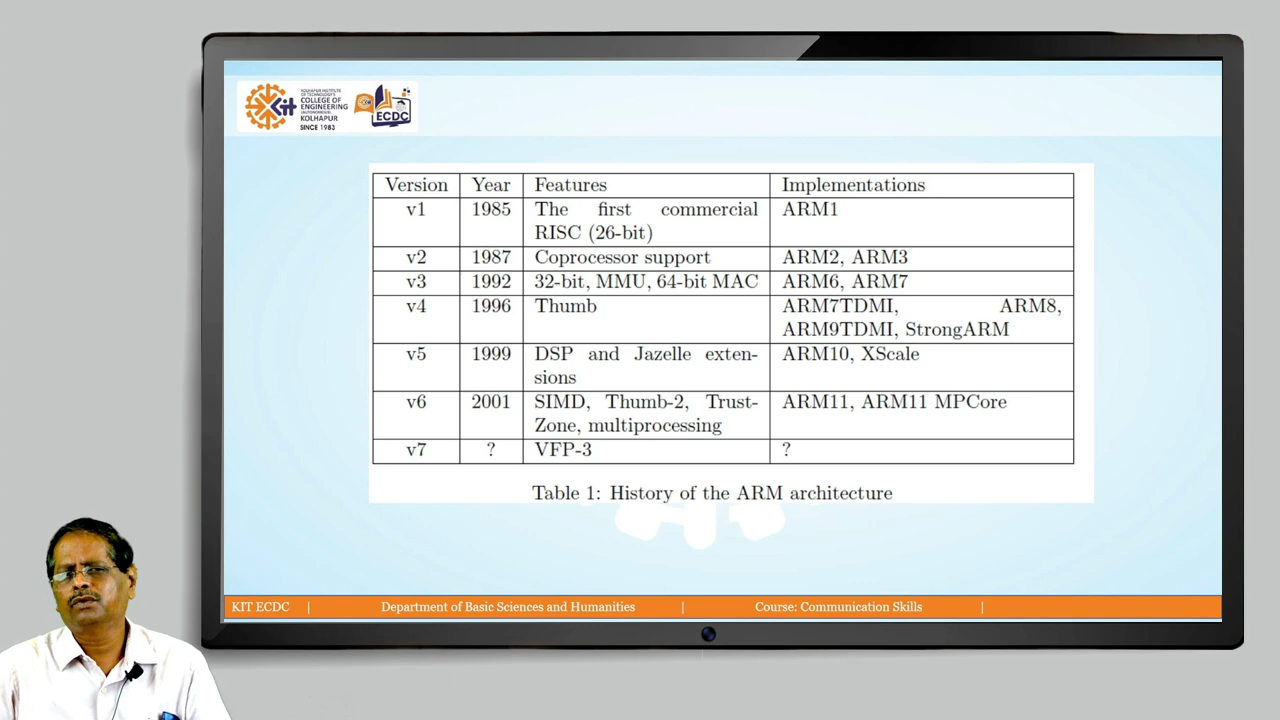 KOLHAPUR INSTITUTE
OF TECHNOLOGY'S
COLLEGE OF
ENGINEERING
(AUTONOMOUS)
KOLHAPUR
SINCE 1983
Kit
ECDC
Version Year Features Implementations
v1 1985 The first commercial RISC (26-bit) ARM1
v2 1987 Coprocessor support ARM2, ARM3
v3 1992 32-bit, MMU, 64-bit MAC ARM6, ARM7
v4 1996 Thumb ARM7TDMI, ARM8,
ARM9TDMI, StrongARM
v5 1999 DSP and Jazelle exten-
sions ARM10, XScale
v6 2001 SIMD, Thumb-2, Trust-
Zone, multiprocessing ARM11, ARM11 MPCore
v7 ? VFP-3 ?
Table 1: History of the ARM architecture
KIT ECDC | Department of Basic Sciences and Humanities | Course: Communication Skills |